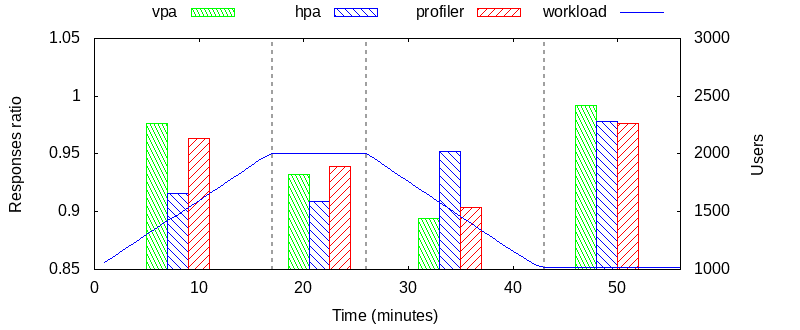 vpa hpa profiler workload
1.05 3000
1 2500
0.95 2000
0.9 1500
0.85 1000
Responses ratio
Users
0 10 20 30 40 50
Time (minutes)